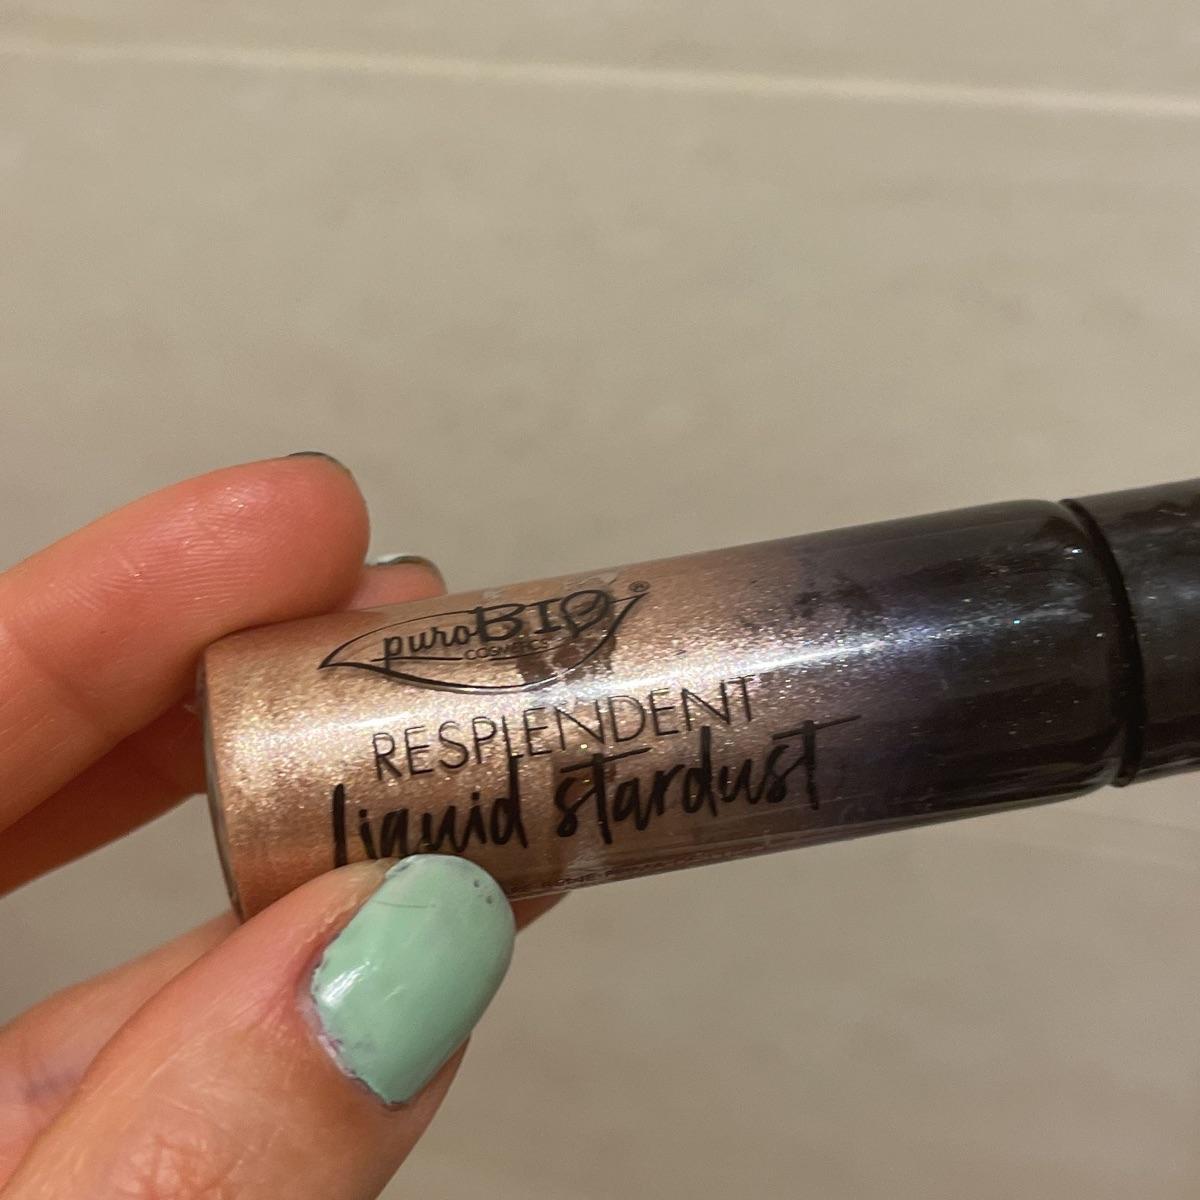 puroBIO®
COSMETICS
RESPLENDENT
liquid stardust